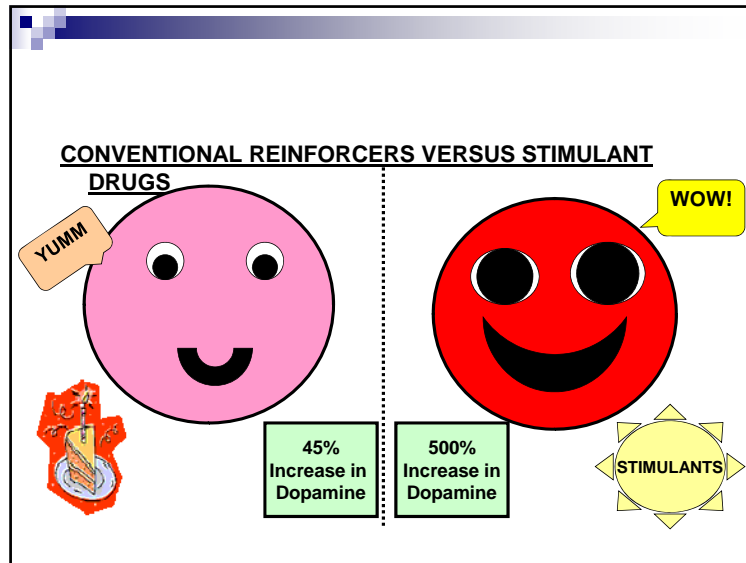 CONVENTIONAL REINFORCERS VERSUS STIMULANT
DRUGS
YUMM
WOW!
45%
Increase in
Dopamine
500%
Increase in
Dopamine
STIMULANTS